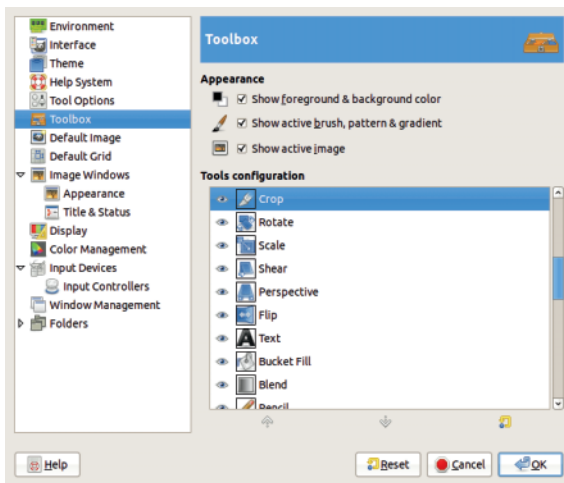 Environment
Interface
Theme
Help System
Tool Options
Toolbox
Default Image
Default Grid
Image Windows
Appearance
Title & Status
Display
Color Management
Input Devices
Input Controllers
Window Management
Folders
Toolbox
Appearance
Show foreground & background color
Show active brush, pattern & gradient
Show active image
Tools configuration
Crop
Rotate
Scale
Shear
Perspective
Flip
Text
Bucket Fill
Blend
Pencil
Help
Reset
Cancel
OK